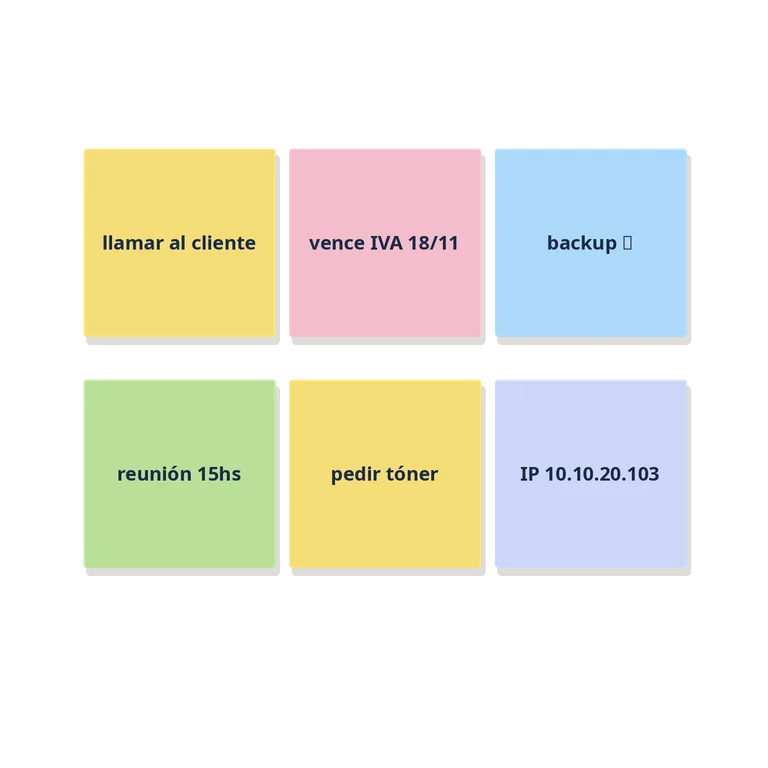 llamar al cliente
vence IVA 18/11
backup
reunión 15hs
pedir tóner
IP 10.10.20.103